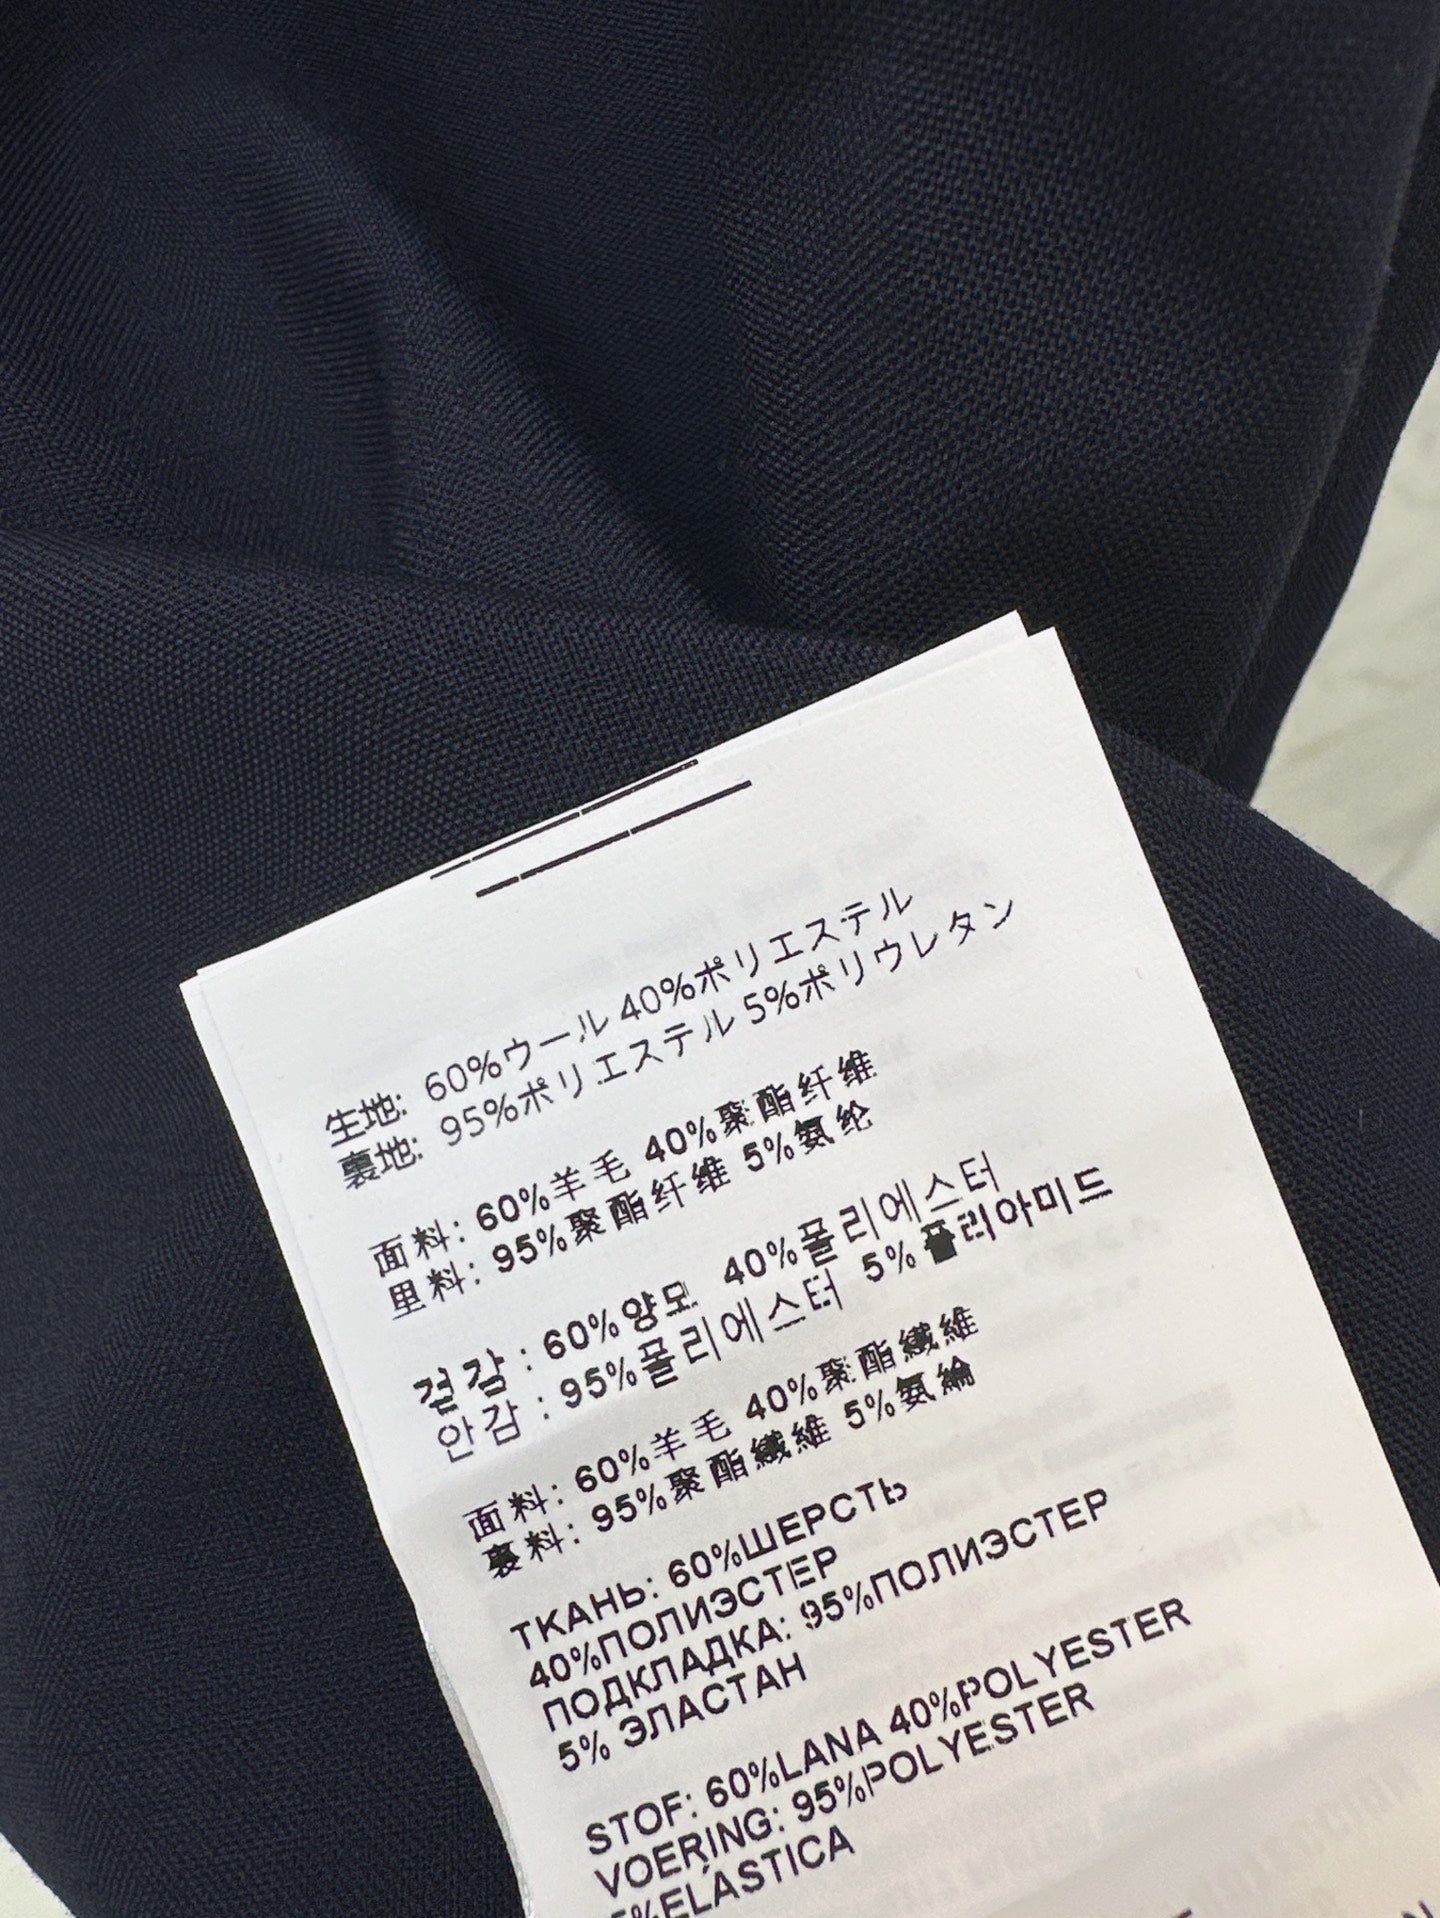 生地: 60%ウール 40%ポリエステル
裏地: 95%ポリエステル 5%ポリウレタン
面料: 60%羊毛 40%聚酯纤维
里料: 95%聚酯纤维 5%氨纶
겉감 : 60%양모 40%폴리에스터
안감 : 95%폴리에스터 5%폴리아미드
面料: 60%羊毛 40%聚酯纖維
裏料: 95%聚酯纖維 5%氨綸
ТКАНЬ: 60%ШЕРСТЬ
40%ПОЛИЭСТЕР
ПОДКЛАДКА: 95%ПОЛИЭСТЕР
5% ЭЛАСТАН
STOF: 60%LANA 40%POLYESTER
VOERING: 95%POLYESTER
5%ELÁSTICA